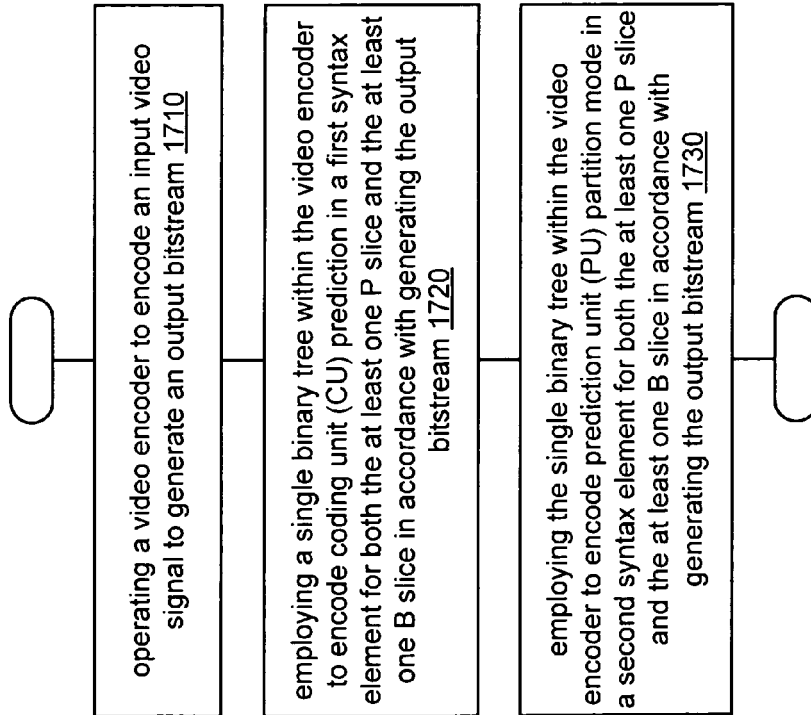 operating a video encoder to encode an input video
signal to generate an output bitstream 1710
employing a single binary tree within the video encoder
to encode coding unit (CU) prediction in a first syntax
element for both the at least one P slice and the at least
one B slice in accordance with generating the output
bitstream 1720
employing the single binary tree within the video
encoder to encode prediction unit (PU) partition mode in
a second syntax element for both the at least one P slice
and the at least one B slice in accordance with
generating the output bitstream 1730